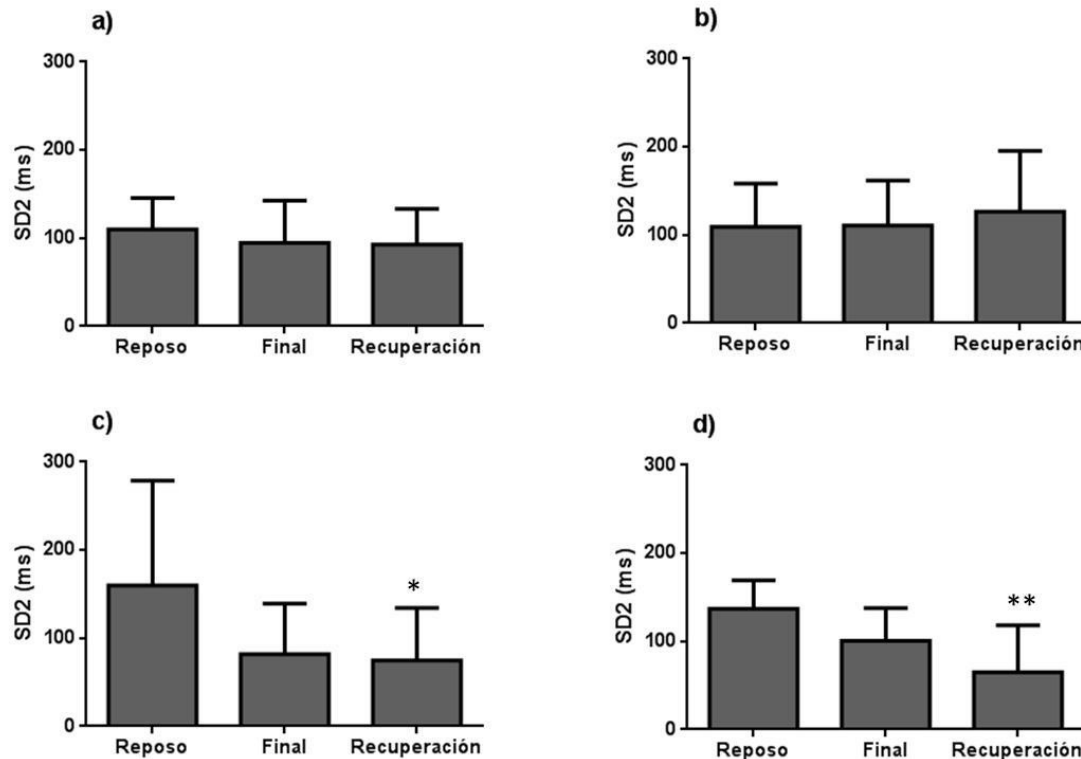 a)
300
200
100
0
SD2 (ms)
Reposo Final Recuperación
b)
300
200
100
0
SD2 (ms)
Reposo Final Recuperación
c)
300
200
100
0
SD2 (ms)
*
Reposo Final Recuperación
d)
300
200
100
0
SD2 (ms)
**
Reposo Final Recuperación